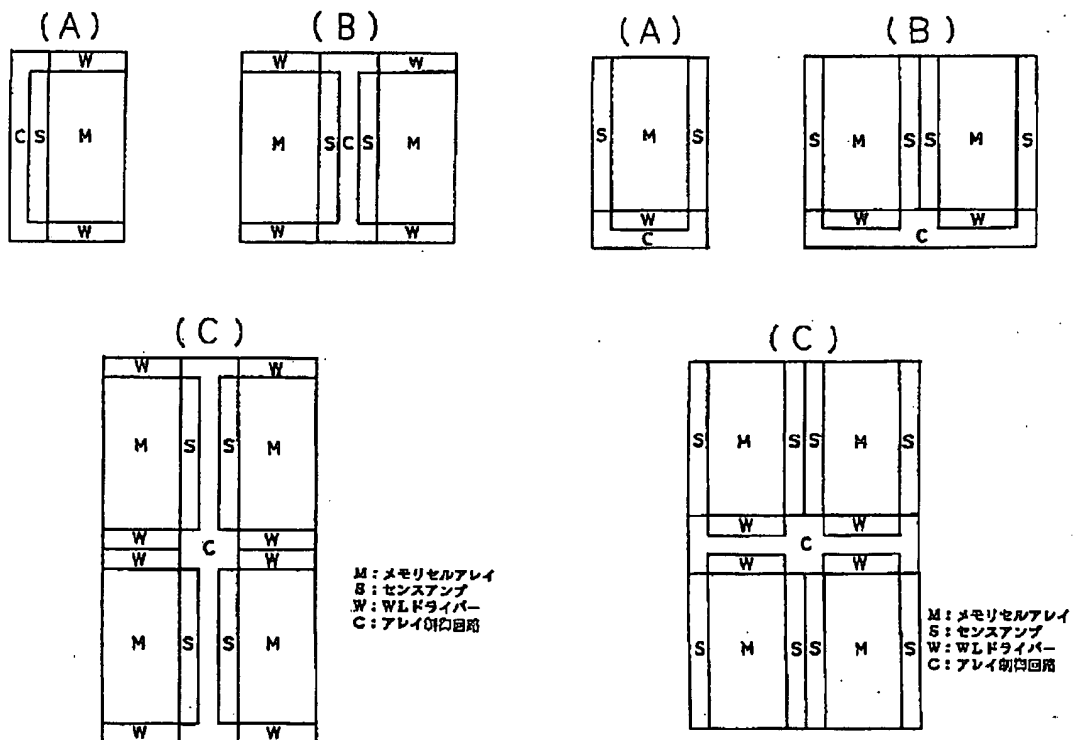 (A)
W
C S M
W
(B)
W W
M S C S M
W W
(C)
W W
M S S M
W
C
W
W W
M S S M
W W
M:メモリセルアレイ
S:センスアンプ
W:WLドライバー
C:アレイ制御回路
(A)
S M S
W
C
(B)
S M S S M S
W W
C
(C)
S M S S M S
W W
C
W W
S M S S M S
M:メモリセルアレイ
S:センスアンプ
W:WLドライバー
C:アレイ制御回路